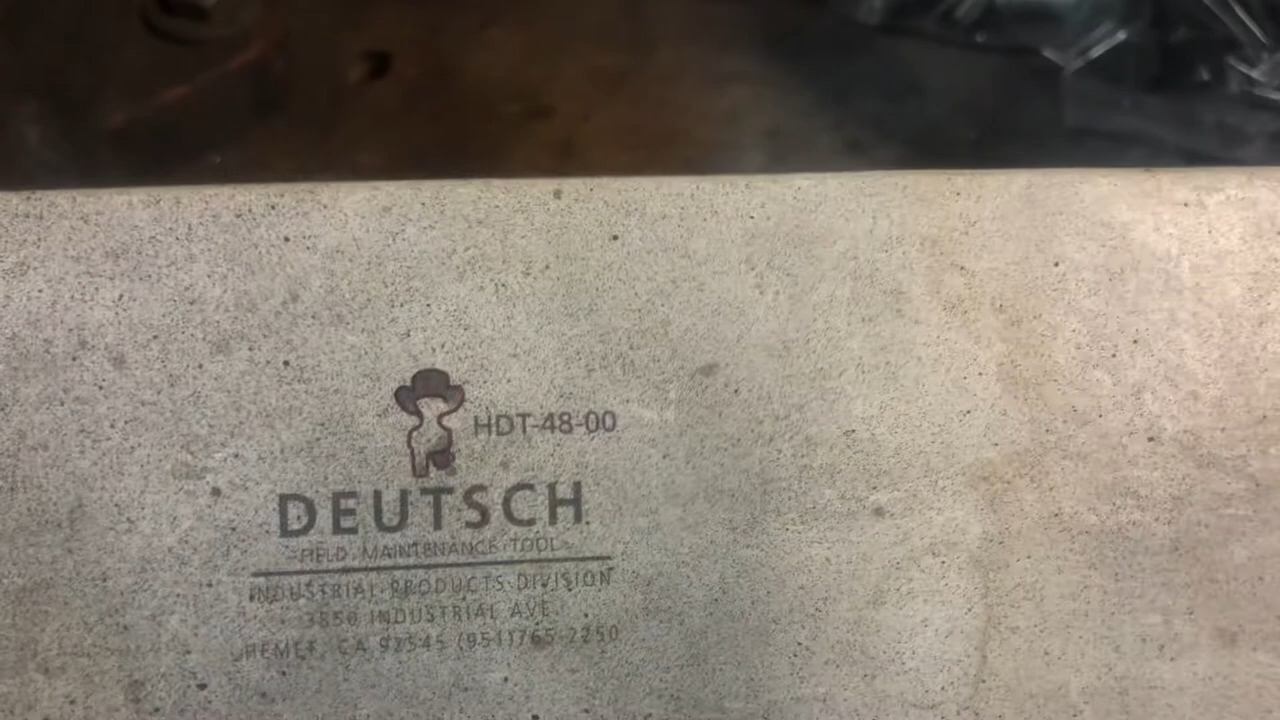 HDT-48-00
DEUTSCH
FIELD MAINTENANCE TOOL
INDUSTRIAL PRODUCTS DIVISION
3850 INDUSTRIAL AVE.
HEMET, CA 92545 (951)765-2250